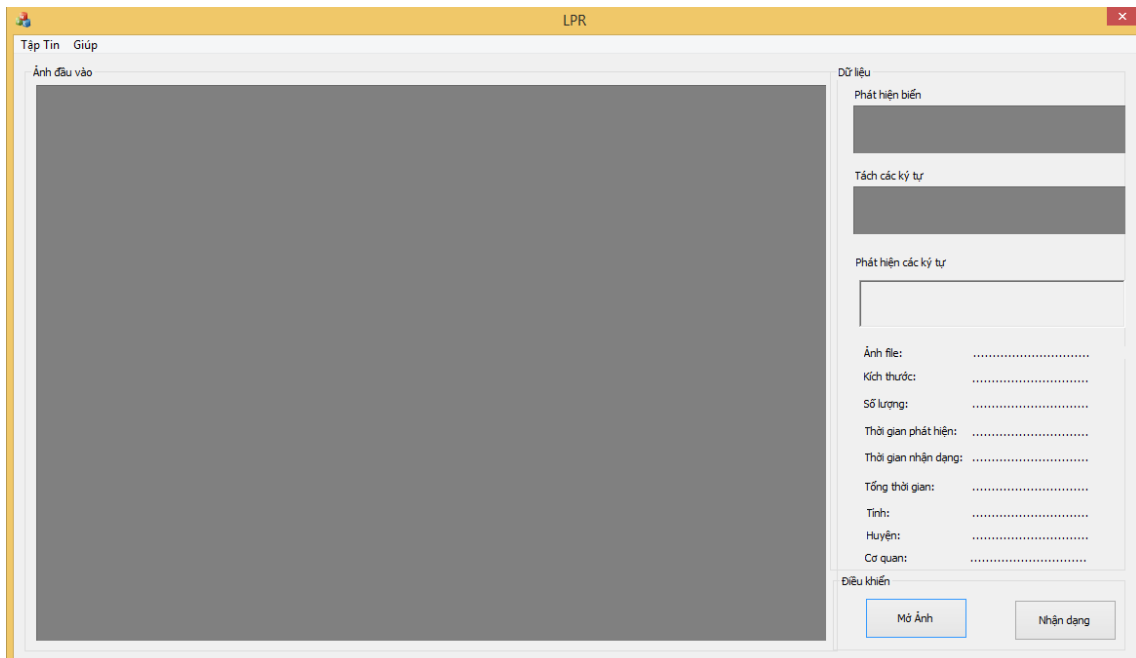 LPR
Tập Tin Giúp
Ảnh đầu vào
Dữ liệu
Phát hiện biển
Tách các ký tự
Phát hiện các ký tự
Ảnh file: ..............................
Kích thước: ..............................
Số lượng: ..............................
Thời gian phát hiện: ..............................
Thời gian nhận dạng: ..............................
Tổng thời gian: ..............................
Tỉnh: ..............................
Huyện: ..............................
Cơ quan: ..............................
Điều khiển
Mở Ảnh
Nhận dạng